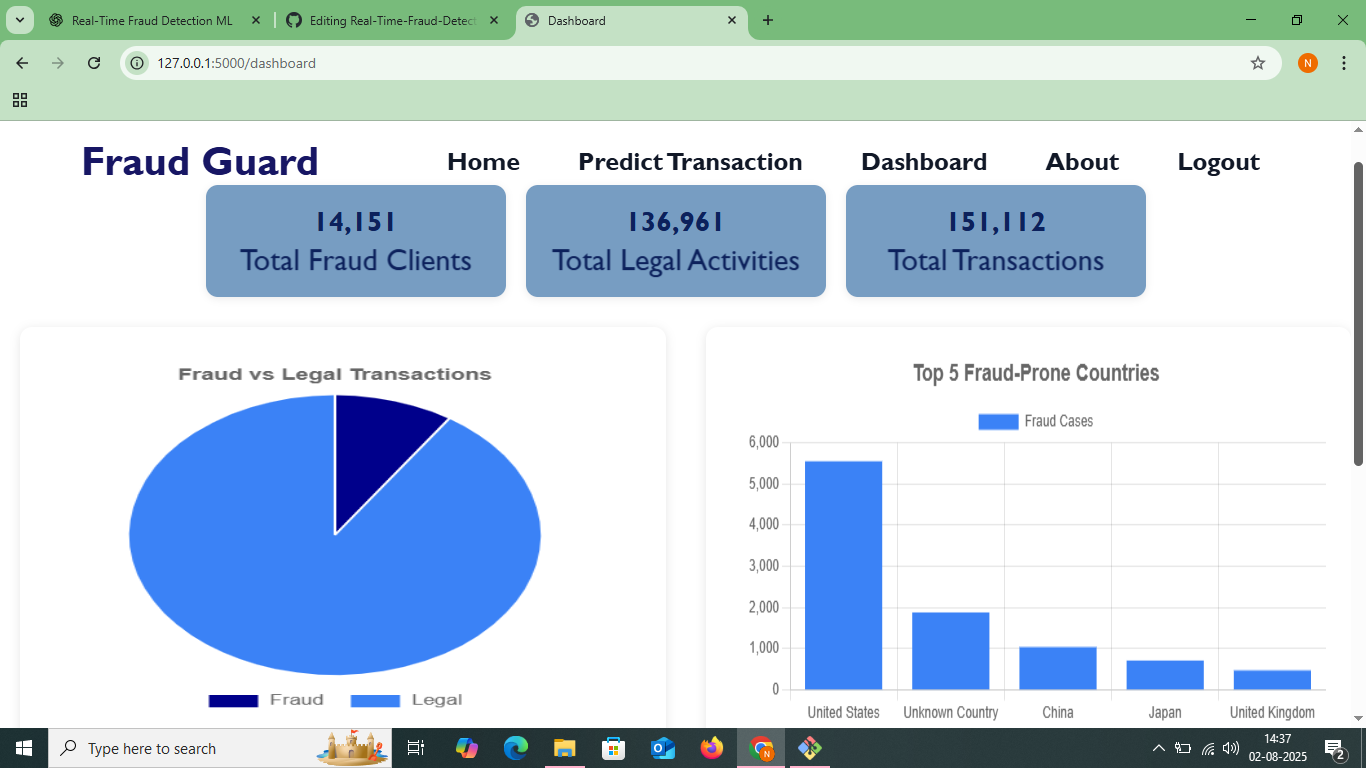 Real-Time Fraud Detection ML
Editing Real-Time-Fraud-Detect
Dashboard
127.0.0.1:5000/dashboard
N
Fraud Guard
Home
Predict Transaction
Dashboard
About
Logout
14,151
Total Fraud Clients
136,961
Total Legal Activities
151,112
Total Transactions
Fraud vs Legal Transactions
Fraud
Legal
Top 5 Fraud-Prone Countries
Fraud Cases
6,000
5,000
4,000
3,000
2,000
1,000
0
United States
Unknown Country
China
Japan
United Kingdom
Type here to search
N
14:37
02-08-2025
2